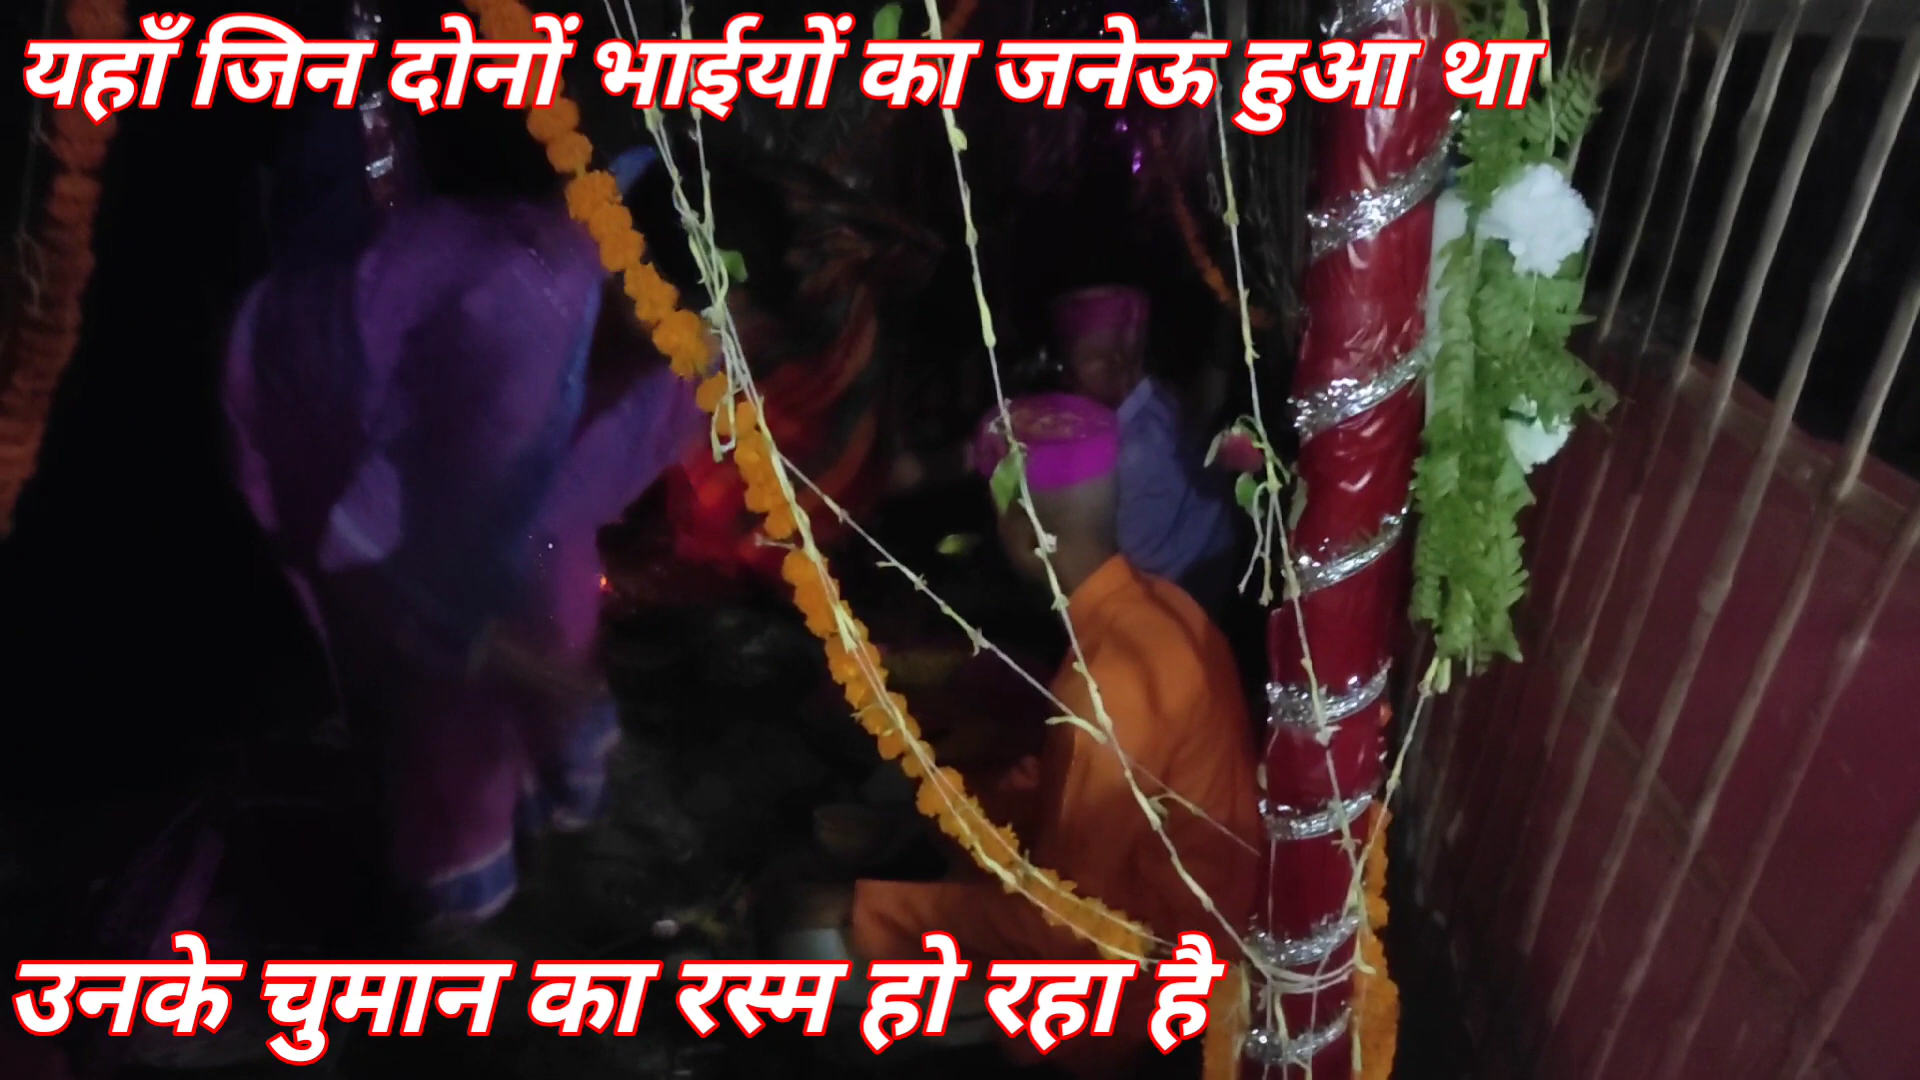 यहाँ जिन दोनों भाईयों का जनेऊ हुआ था
उनके चुमान का रस्म हो रहा है